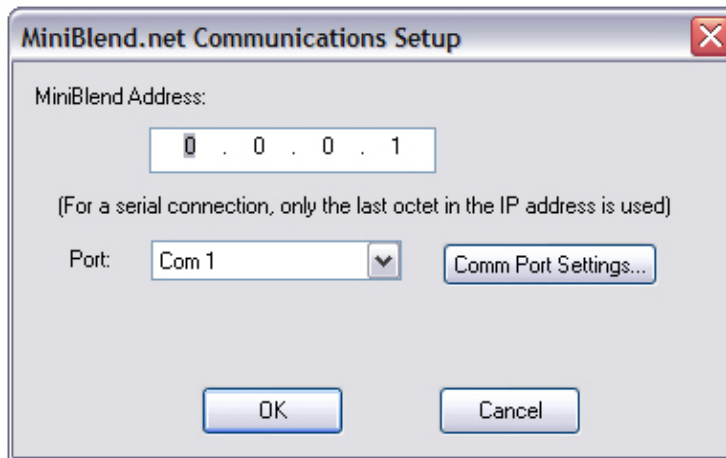 MiniBlend.net Communications Setup
MiniBlend Address:
0 . 0 . 0 . 1
(For a serial connection, only the last octet in the IP address is used)
Port: Com 1 Comm Port Settings...
OK Cancel